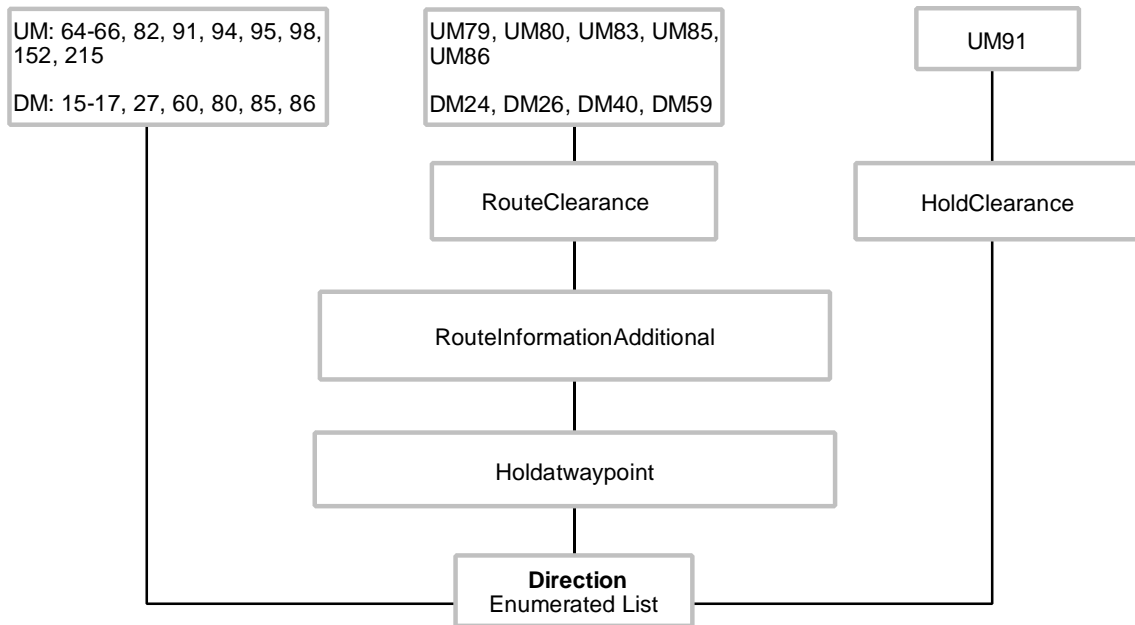 UM: 64-66, 82, 91, 94, 95, 98,
152, 215
DM: 15-17, 27, 60, 80, 85, 86
UM79, UM80, UM83, UM85,
UM86
DM24, DM26, DM40, DM59
UM91
RouteClearance
HoldClearance
RouteInformationAdditional
Holdatwaypoint
Direction
Enumerated List